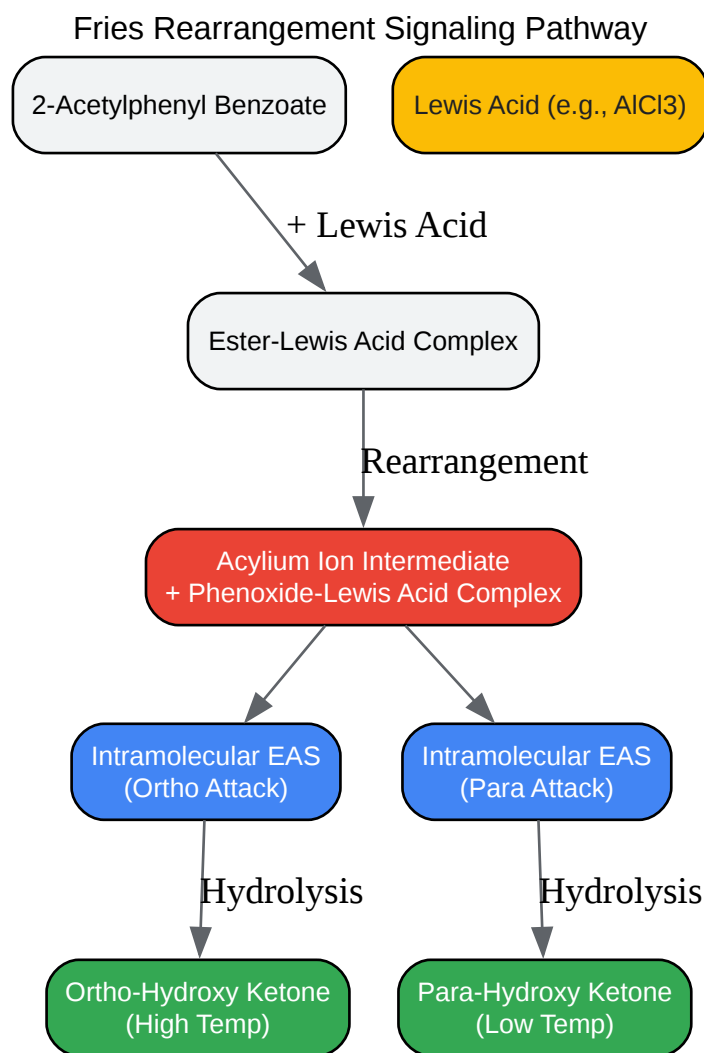 Fries Rearrangement Signaling Pathway
2-Acetylphenyl Benzoate
Lewis Acid (e.g., AlCl3)
+ Lewis Acid
Ester-Lewis Acid Complex
Rearrangement
Acylium Ion Intermediate
+ Phenoxide-Lewis Acid Complex
Intramolecular EAS
(Ortho Attack)
Intramolecular EAS
(Para Attack)
Hydrolysis
Hydrolysis
Ortho-Hydroxy Ketone
(High Temp)
Para-Hydroxy Ketone
(Low Temp)